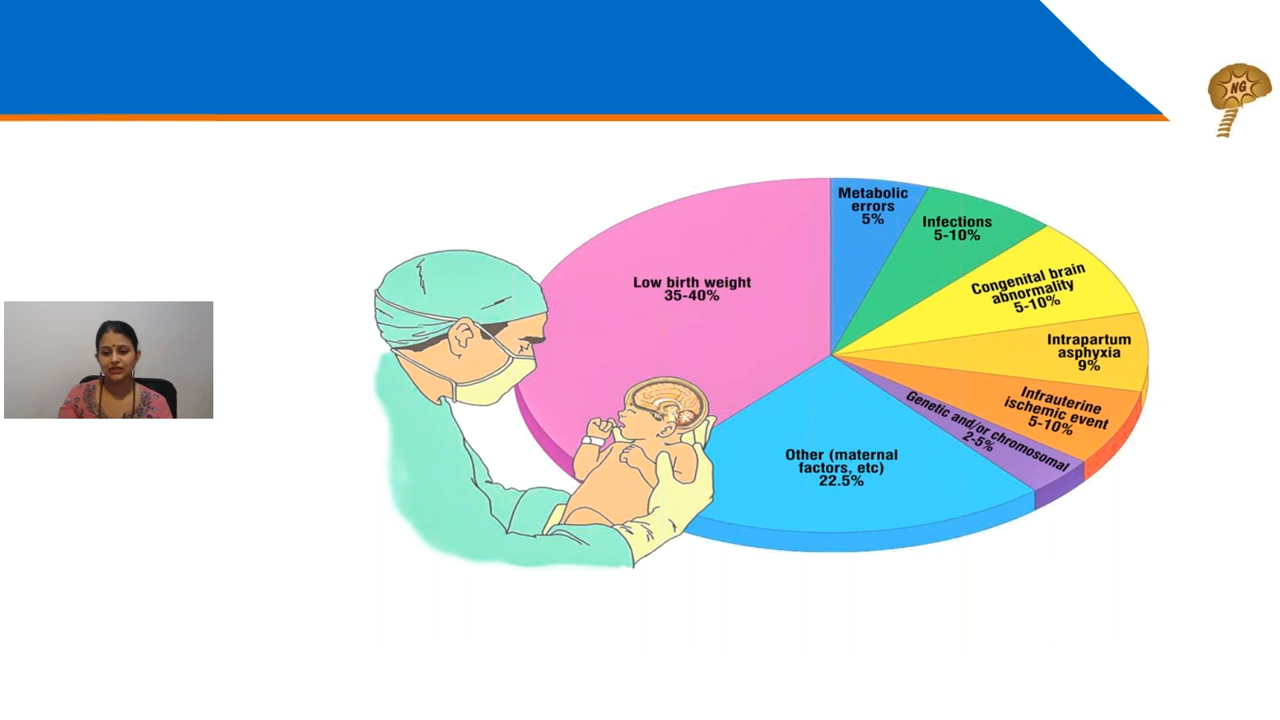 NG
Metabolic
errors
5%
Infections
5-10%
Congenital brain
abnormality
5-10%
Intrapartum
asphyxia
9%
Infrauterine
ischemic event
5-10%
Genetic and/or chromosomal
2-5%
Other (maternal
factors, etc)
22.5%
Low birth weight
35-40%